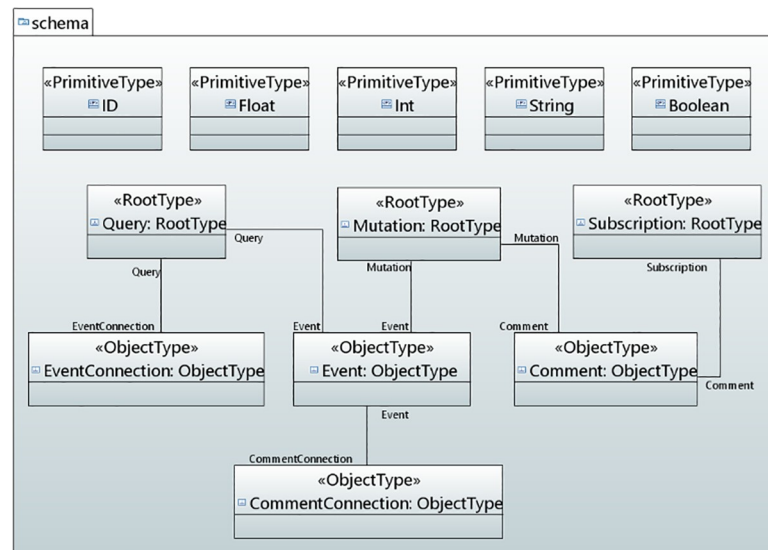 schema
«PrimitiveType»
ID
«PrimitiveType»
Float
«PrimitiveType»
Int
«PrimitiveType»
String
«PrimitiveType»
Boolean
«RootType»
Query: RootType
«RootType»
Mutation: RootType
«RootType»
Subscription: RootType
Query
Mutation
Query
Mutation
Subscription
EventConnection
Event
Event
Comment
«ObjectType»
EventConnection: ObjectType
«ObjectType»
Event: ObjectType
«ObjectType»
Comment: ObjectType
Comment
Event
CommentConnection
«ObjectType»
CommentConnection: ObjectType